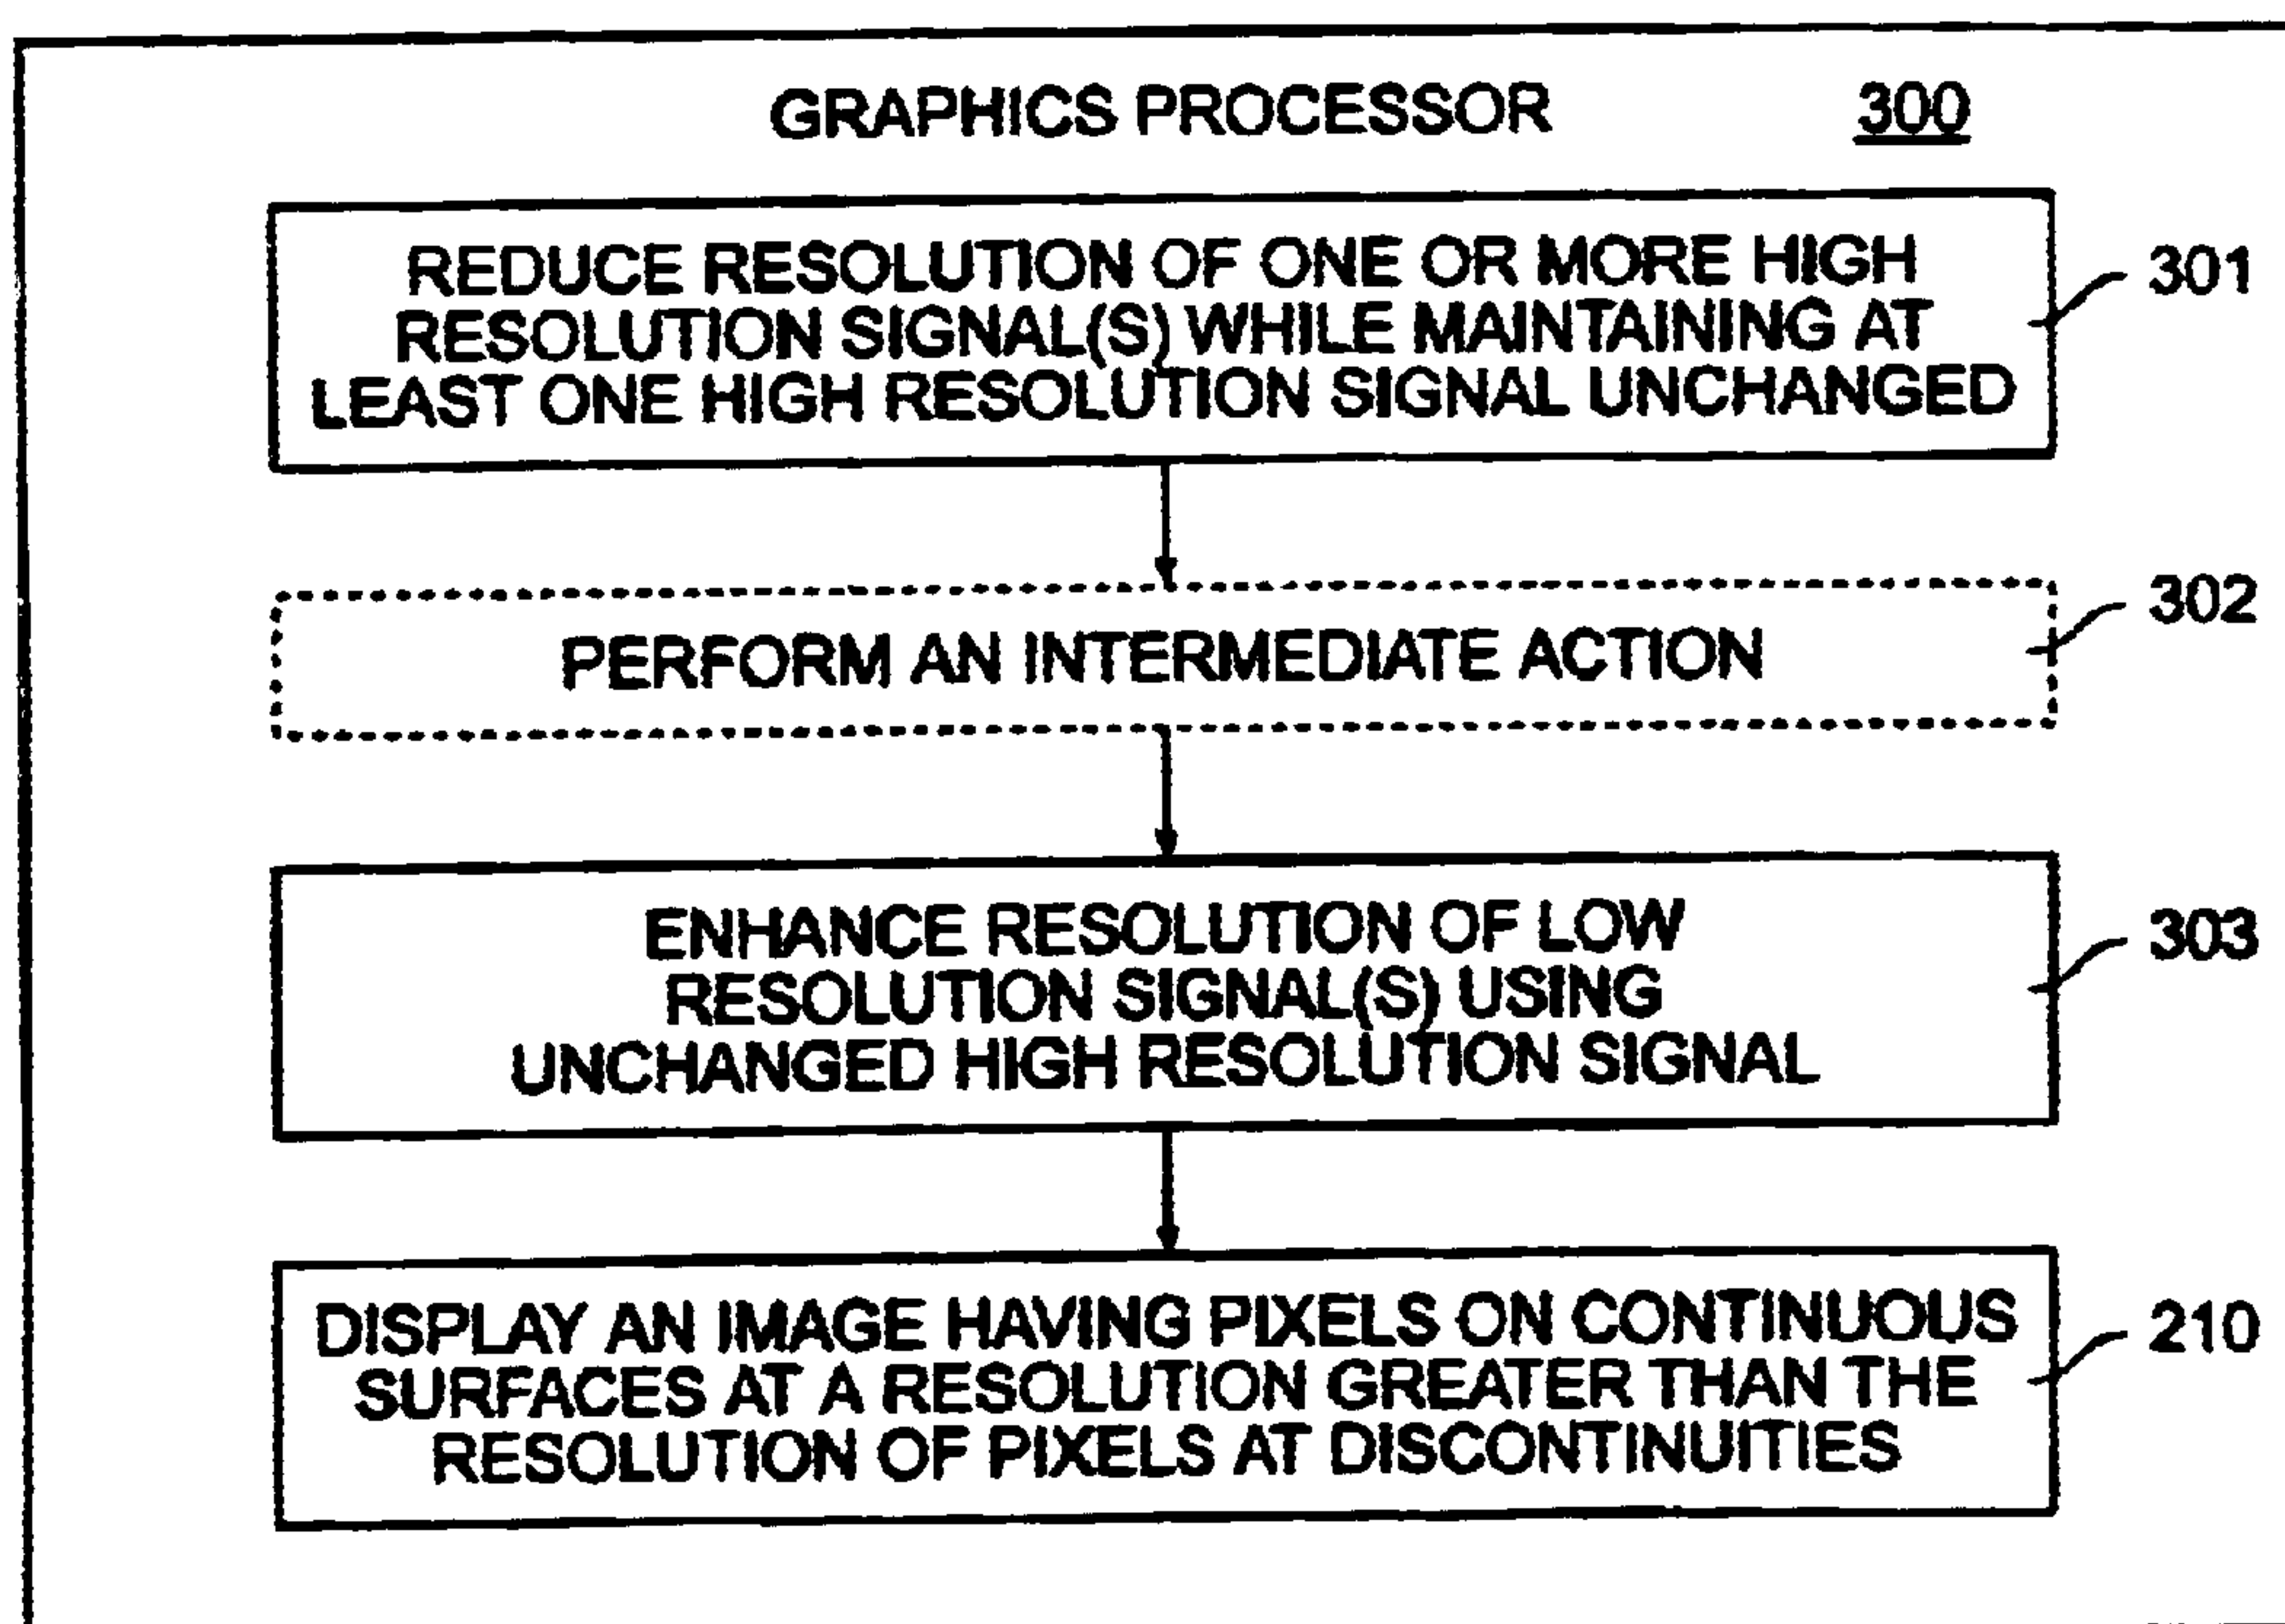 GRAPHICS PROCESSOR 300
REDUCE RESOLUTION OF ONE OR MORE HIGH
RESOLUTION SIGNAL(S) WHILE MAINTAINING AT
LEAST ONE HIGH RESOLUTION SIGNAL UNCHANGED
301
PERFORM AN INTERMEDIATE ACTION
302
ENHANCE RESOLUTION OF LOW
RESOLUTION SIGNAL(S) USING
UNCHANGED HIGH RESOLUTION SIGNAL
303
DISPLAY AN IMAGE HAVING PIXELS ON CONTINUOUS
SURFACES AT A RESOLUTION GREATER THAN THE
RESOLUTION OF PIXELS AT DISCONTINUITIES
210